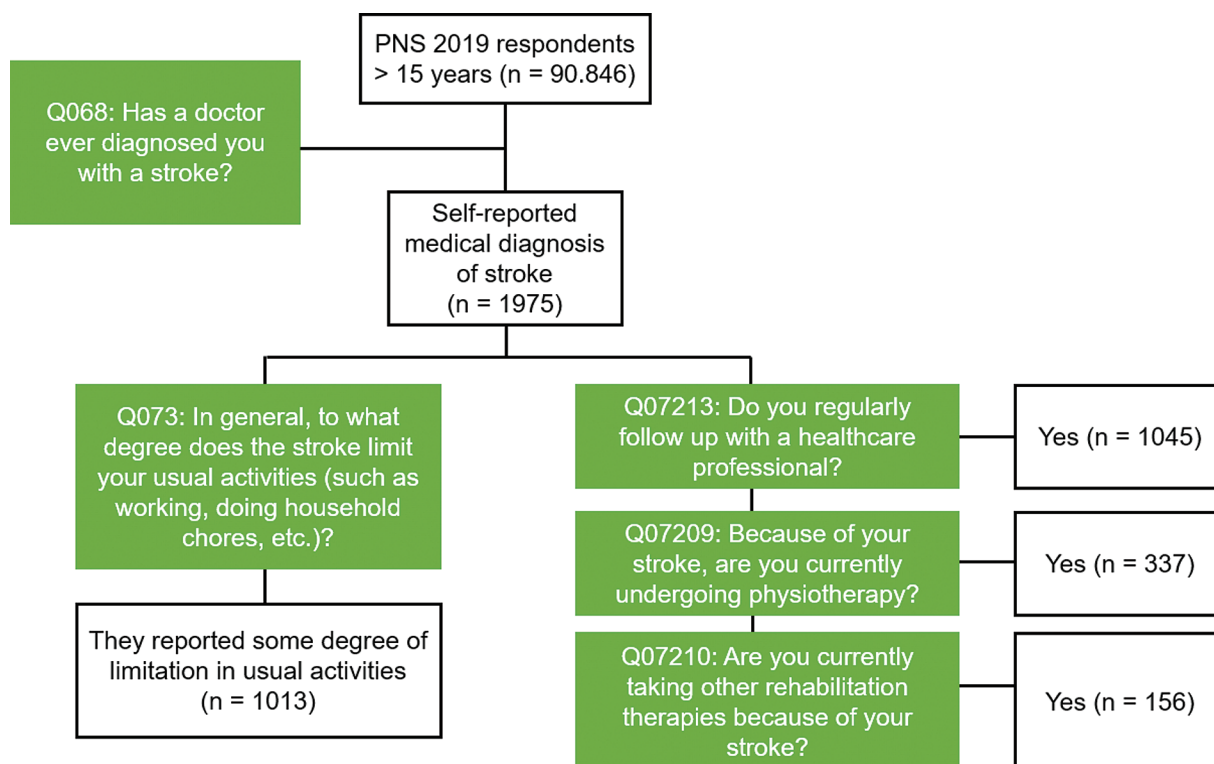 PNS 2019 respondents
> 15 years (n = 90.846)
Q068: Has a doctor
ever diagnosed you
with a stroke?
Self-reported
medical diagnosis
of stroke
(n = 1975)
Q073: In general, to what
degree does the stroke limit
your usual activities (such as
working, doing household
chores, etc.)?
They reported some degree of
limitation in usual activities
(n = 1013)
Q07213: Do you regularly
follow up with a healthcare
professional?
Yes (n = 1045)
Q07209: Because of your
stroke, are you currently
undergoing physiotherapy?
Yes (n = 337)
Q07210: Are you currently
taking other rehabilitation
therapies because of your
stroke?
Yes (n = 156)